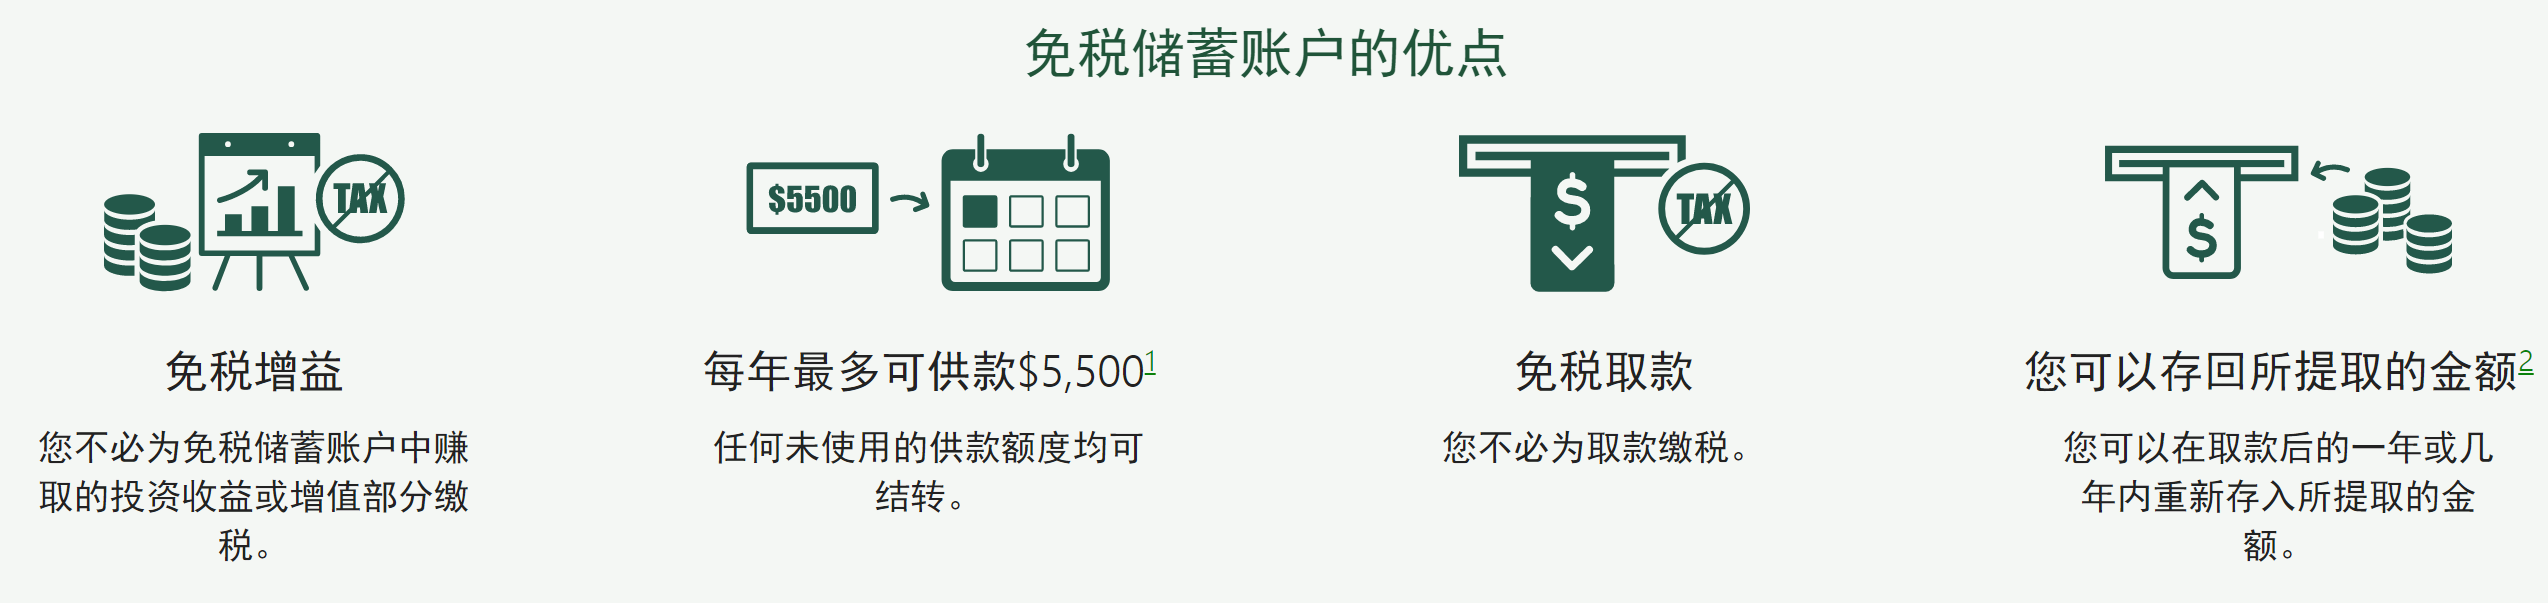 免税储蓄账户的优点
TAX
免税增益
您不必为免税储蓄账户中赚
取的投资收益或增值部分缴
税。
$5500
每年最多可供款$5,5001
任何未使用的供款额度均可
结转。
$
TAX
免税取款
您不必为取款缴税。
$
您可以存回所提取的金额2
您可以在取款后的一年或几
年内重新存入所提取的金
额。